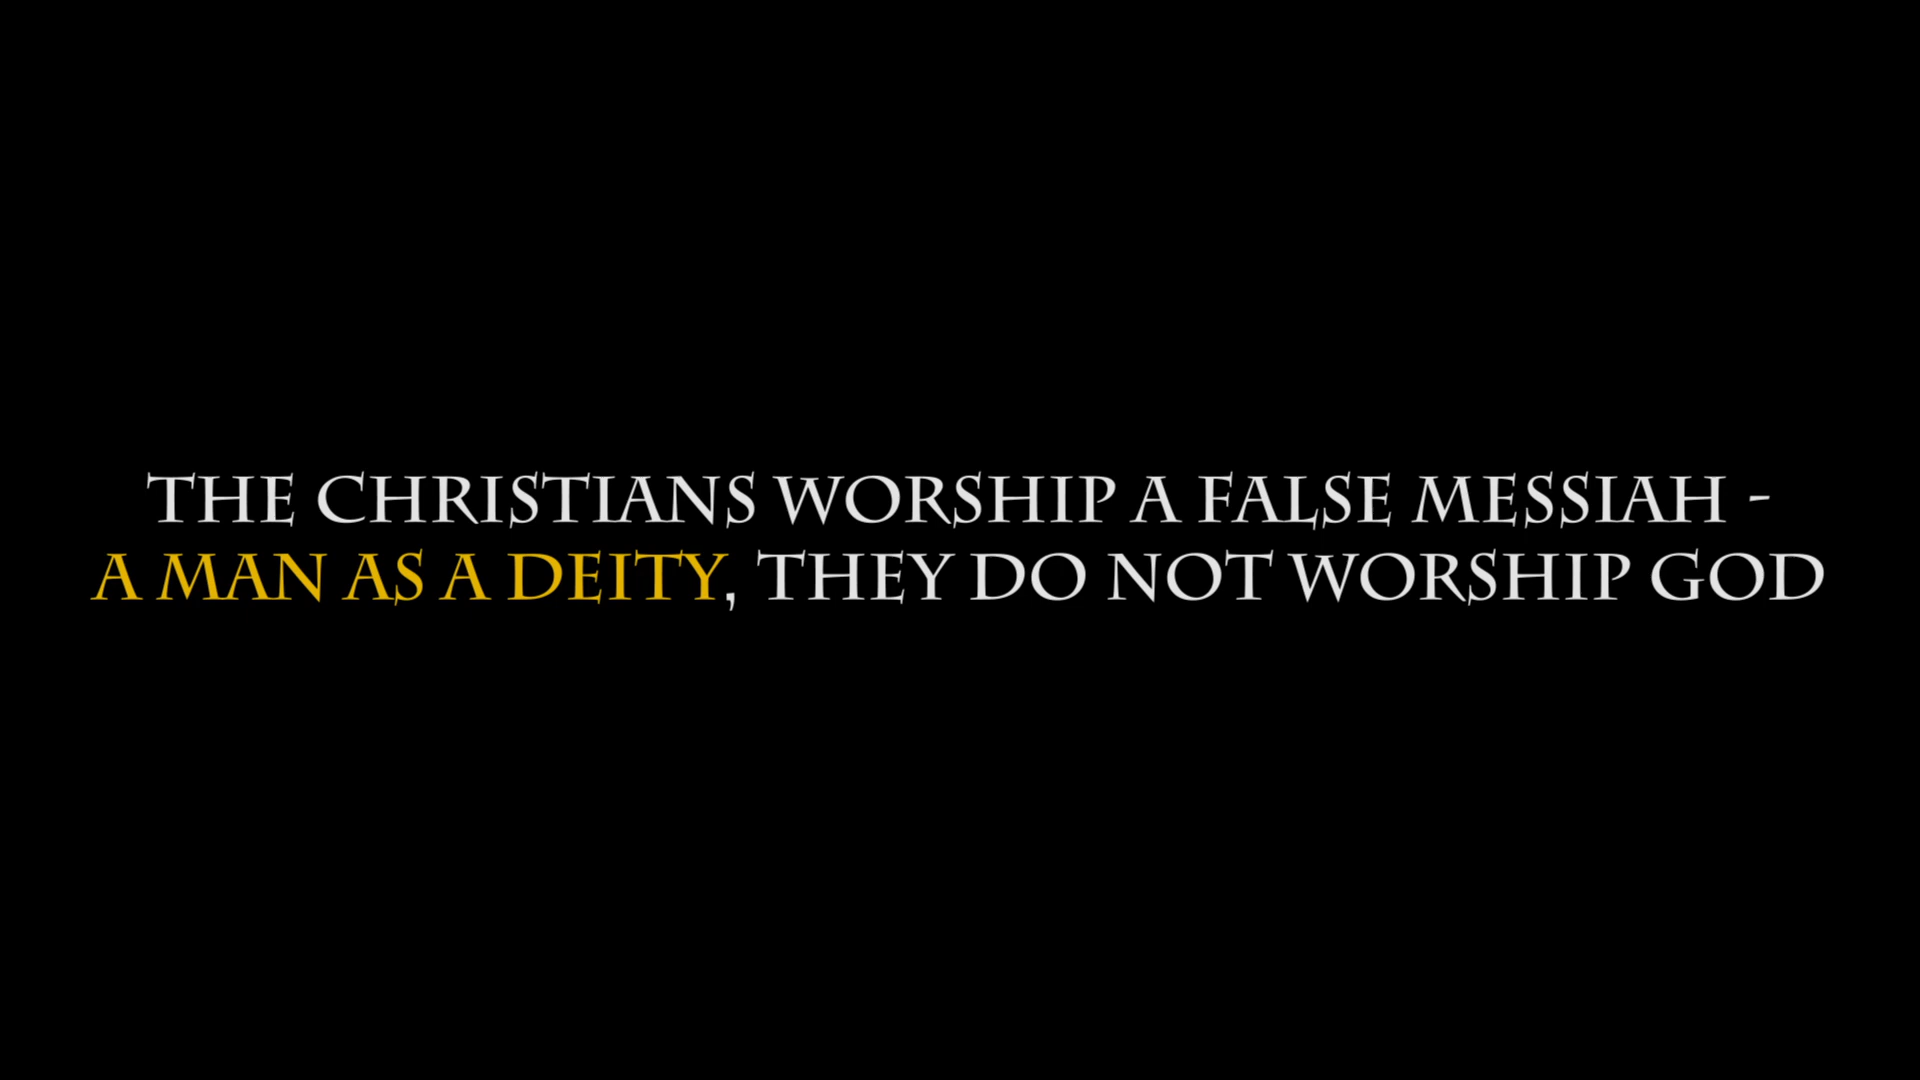 THE CHRISTIANS WORSHIP A FALSE MESSIAH -
A MAN AS A DEITY, THEY DO NOT WORSHIP GOD